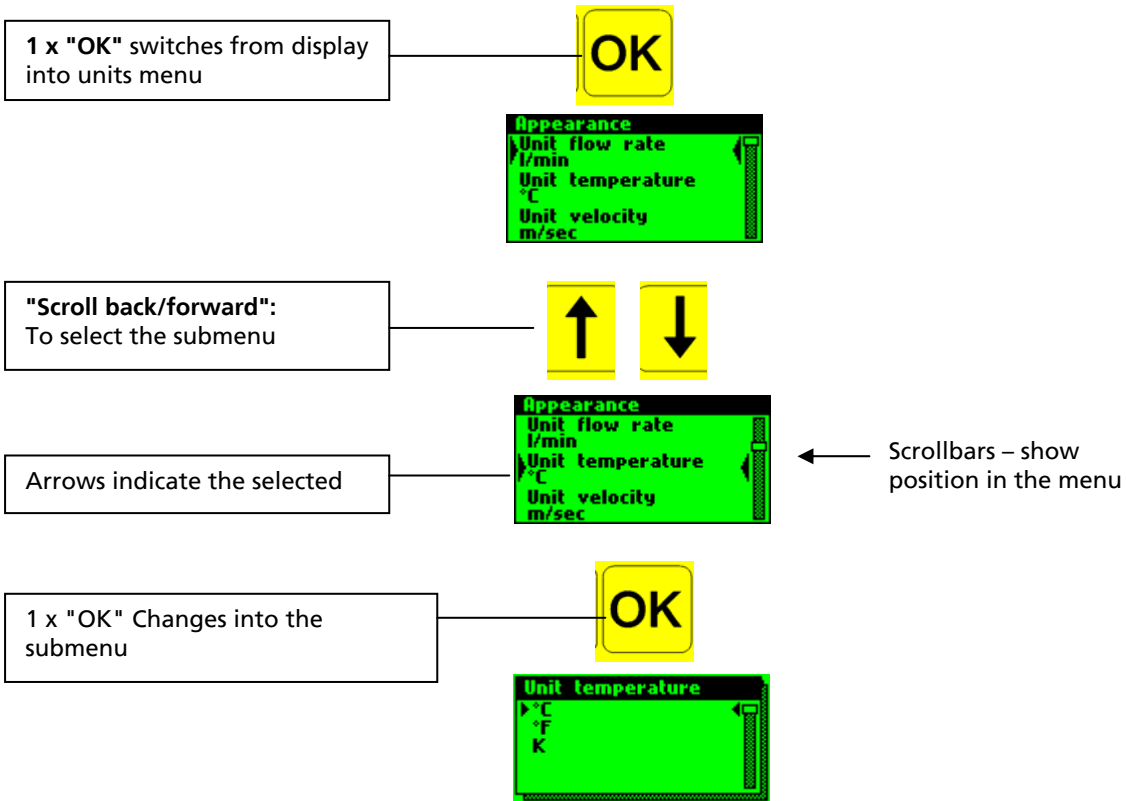 1 x "OK" switches from display
into units menu
OK
Appearance
Unit flow rate
l/min
Unit temperature
°C
Unit velocity
m/sec
"Scroll back/forward":
To select the submenu
Appearance
Unit flow rate
l/min
Unit temperature
°C
Unit velocity
m/sec
Arrows indicate the selected
Scrollbars – show
position in the menu
1 x "OK" Changes into the
submenu
OK
Unit temperature
°C
°F
K